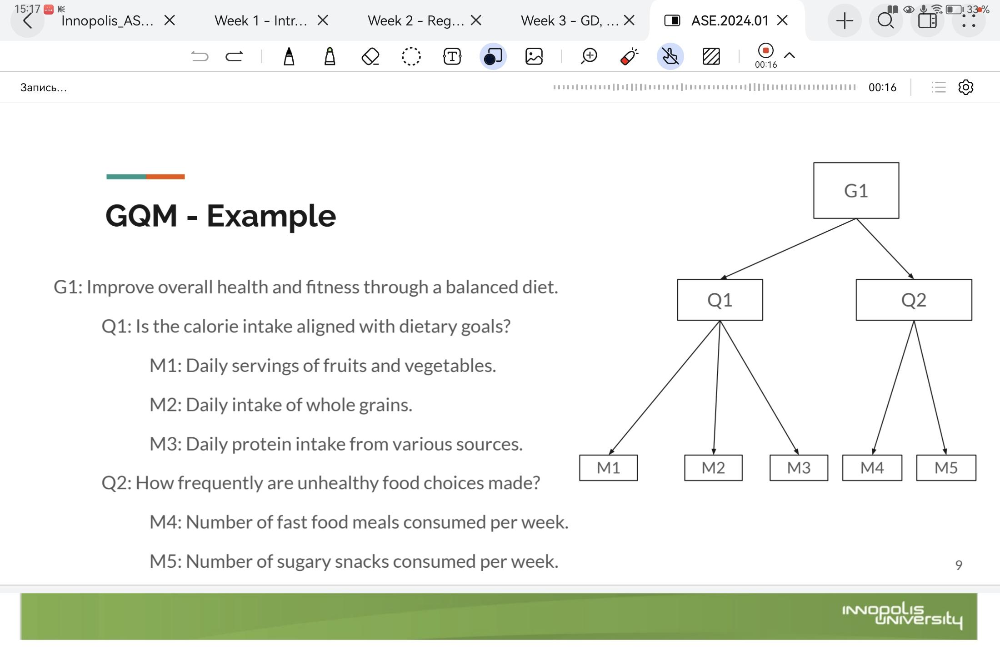 15:17
33%
Innopolis_AS...
Week 1 - Intr...
Week 2 - Reg...
Week 3 - GD, ...
ASE.2024.01
T
00:16
Запись...
00:16
GQM - Example
G1: Improve overall health and fitness through a balanced diet.
Q1: Is the calorie intake aligned with dietary goals?
M1: Daily servings of fruits and vegetables.
M2: Daily intake of whole grains.
M3: Daily protein intake from various sources.
Q2: How frequently are unhealthy food choices made?
M4: Number of fast food meals consumed per week.
M5: Number of sugary snacks consumed per week.
G1
Q1
Q2
M1
M2
M3
M4
M5
9
INNOPOLIS
UNIVERSITY